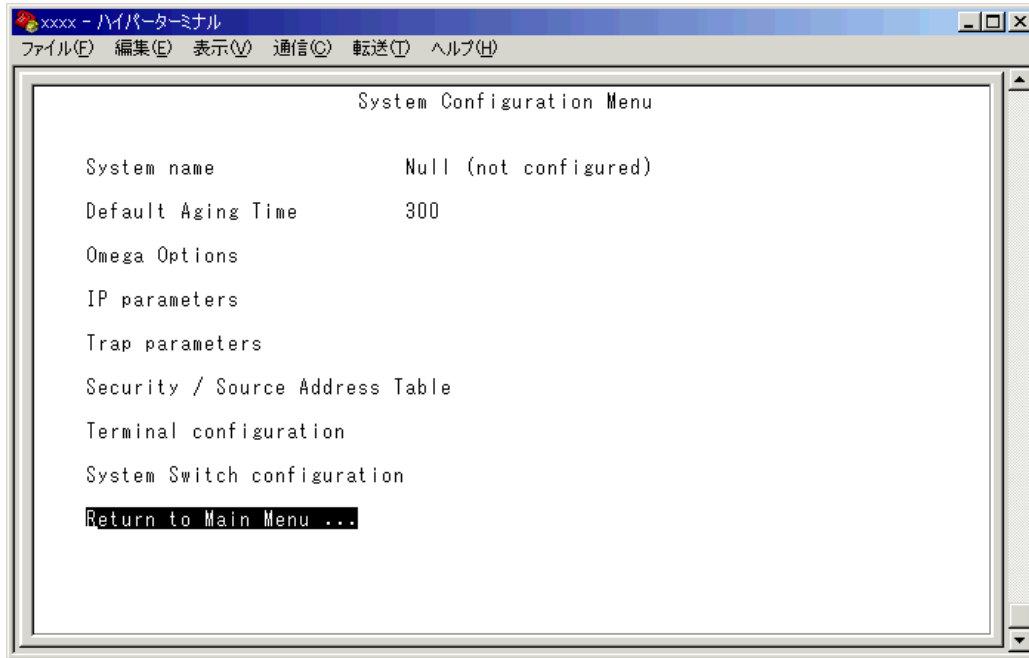 xxxx - ハイパーターミナル
ファイル(F) 編集(E) 表示(V) 通信(C) 転送(T) ヘルプ(H)
System Configuration Menu
System name Null (not configured)
Default Aging Time 300
Omega Options
IP parameters
Trap parameters
Security / Source Address Table
Terminal configuration
System Switch configuration
Return to Main Menu ...